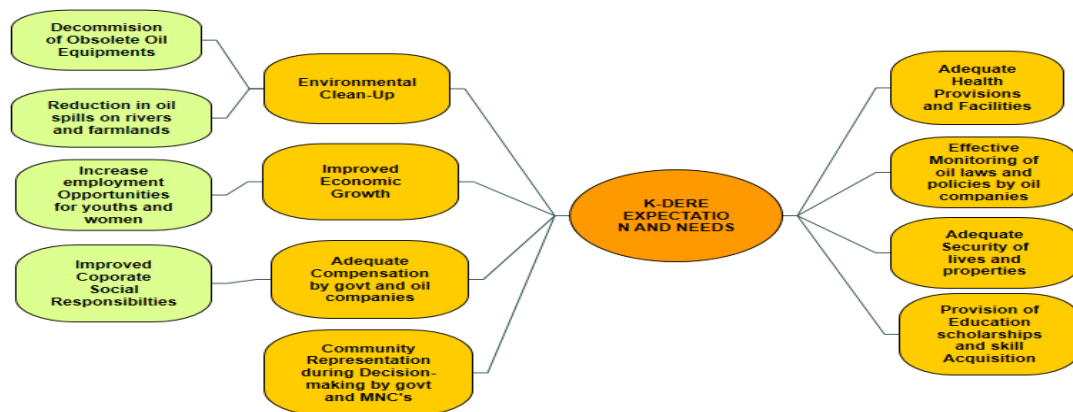 Decommision
of Obsolete Oil
Equipments
Reduction in oil
spills on rivers
and farmlands
Increase
employment
Opportunities
for youths and
women
Improved
Coporate
Social
Responsibilties
Environmental
Clean-Up
Improved
Economic
Growth
Adequate
Compensation
by govt and oil
companies
Community
Representation
during Decision-
making by govt
and MNC's
K-DERE
EXPECTATIO
N AND NEEDS
Adequate
Health
Provisions
and Facilities
Effective
Monitoring of
oil laws and
policies by oil
companies
Adequate
Security of
lives and
properties
Provision of
Education
scholarships
and skill
Acquisition